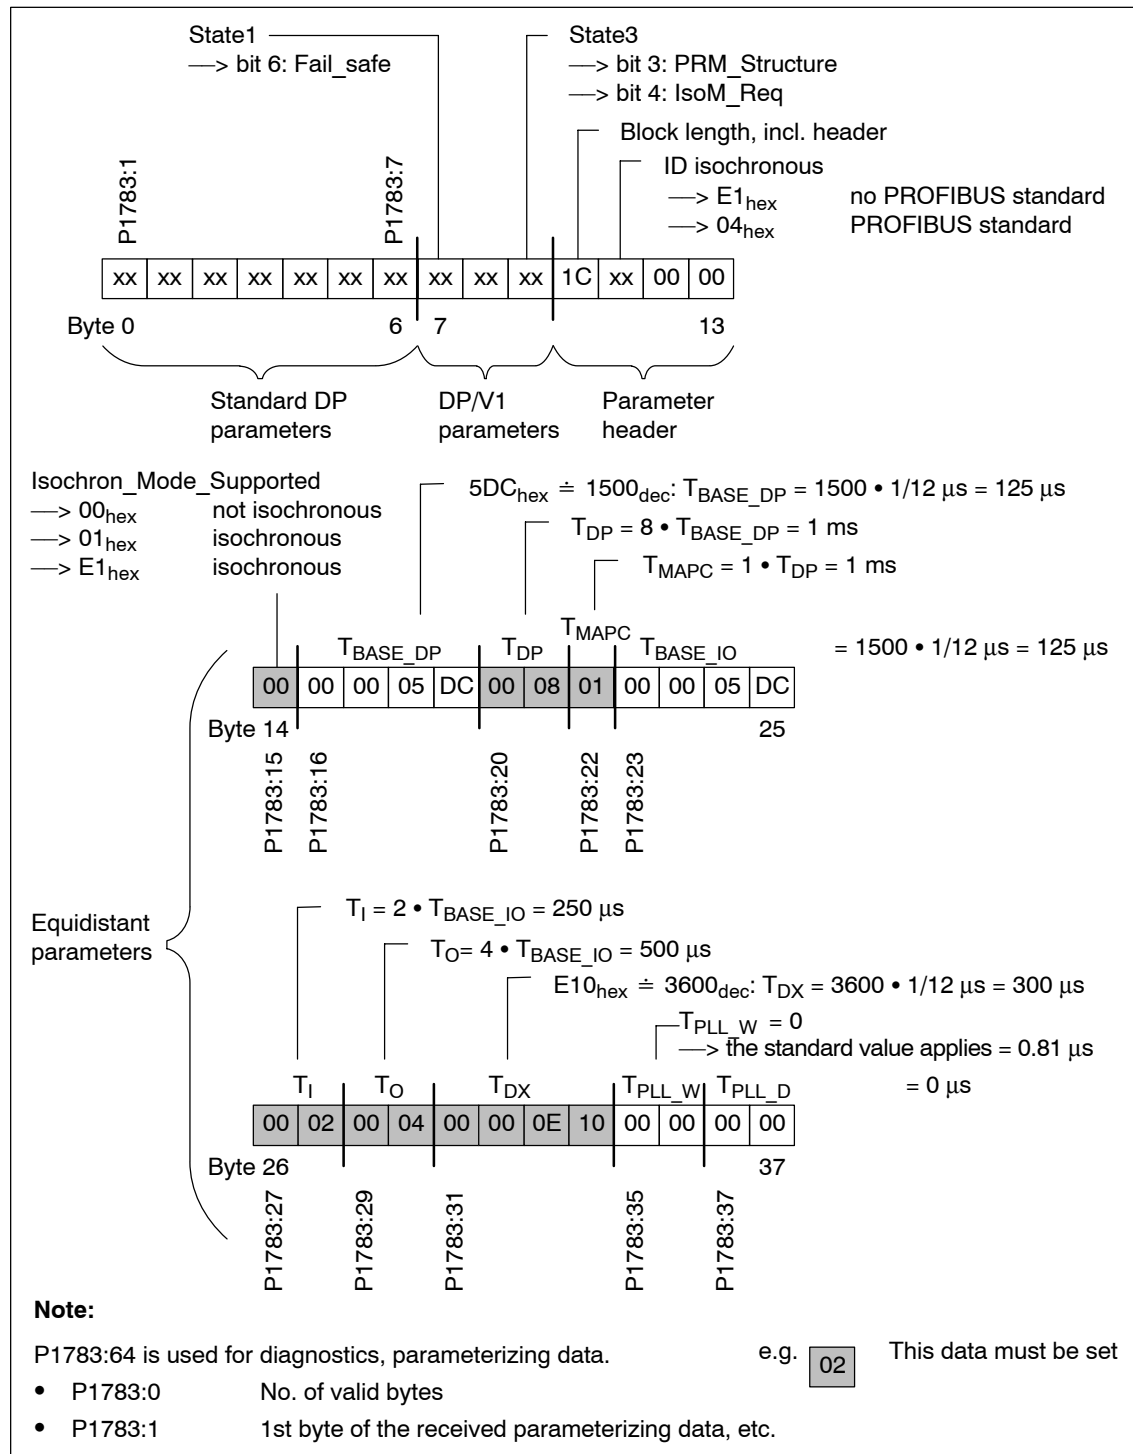 State1
State3
——> bit 6: Fail_safe
——> bit 3: PRM_Structure
——> bit 4: IsoM_Req
Block length, incl. header
ID isochronous
——> E1hex no PROFIBUS standard
——> 04hex PROFIBUS standard
P1783:1
P1783:7
xx xx xx xx xx xx xx xx xx xx 1C xx 00 00
Byte 0 6 7 13
Standard DP parameters
DP/V1 parameters
Parameter header
Isochron_Mode_Supported
——> 00hex not isochronous
——> 01hex isochronous
——> E1hex isochronous
5DChex ≐ 1500dec: TBASE_DP = 1500 • 1/12 μs = 125 μs
TDP = 8 • TBASE_DP = 1 ms
TMAPC = 1 • TDP = 1 ms
TBASE_DP TDP TMAPC TBASE_IO = 1500 • 1/12 μs = 125 μs
00 00 00 05 DC 00 08 01 00 00 05 DC
Byte 14 25
P1783:15
P1783:16
P1783:20
P1783:22
P1783:23
Equidistant parameters
TI = 2 • TBASE_IO = 250 μs
TO= 4 • TBASE_IO = 500 μs
E10hex ≐ 3600dec: TDX = 3600 • 1/12 μs = 300 μs
TPLL_W = 0
——> the standard value applies = 0.81 μs
TI TO TDX TPLL_W TPLL_D = 0 μs
00 02 00 04 00 00 0E 10 00 00 00 00
Byte 26 37
P1783:27
P1783:29
P1783:31
P1783:35
P1783:37
Note:
P1783:64 is used for diagnostics, parameterizing data.
e.g. 02 This data must be set
• P1783:0 No. of valid bytes
• P1783:1 1st byte of the received parameterizing data, etc.